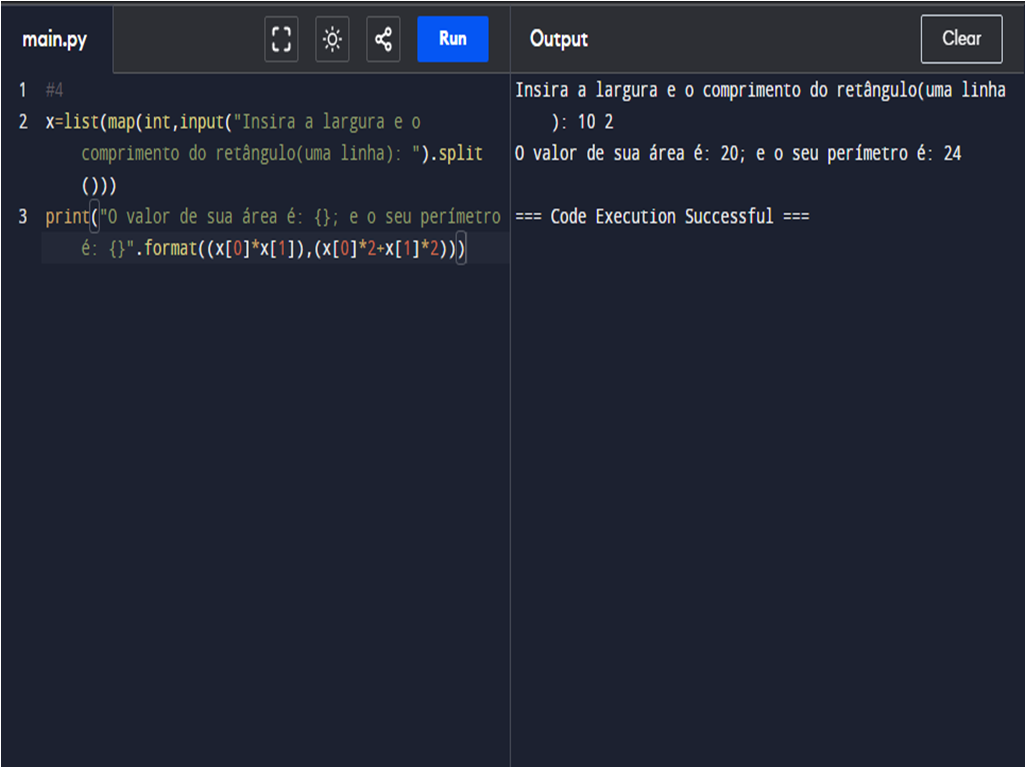 main.py
Run
Output
Clear
1 #4
2 x=list(map(int,input("Insira a largura e o
comprimento do retângulo(uma linha): ").split
()))
3 print("O valor de sua área é: {}; e o seu perímetro
é: {}".format((x[0]*x[1]),(x[0]*2+x[1]*2)))
Insira a largura e o comprimento do retângulo(uma linha
): 10 2
O valor de sua área é: 20; e o seu perímetro é: 24
=== Code Execution Successful ===